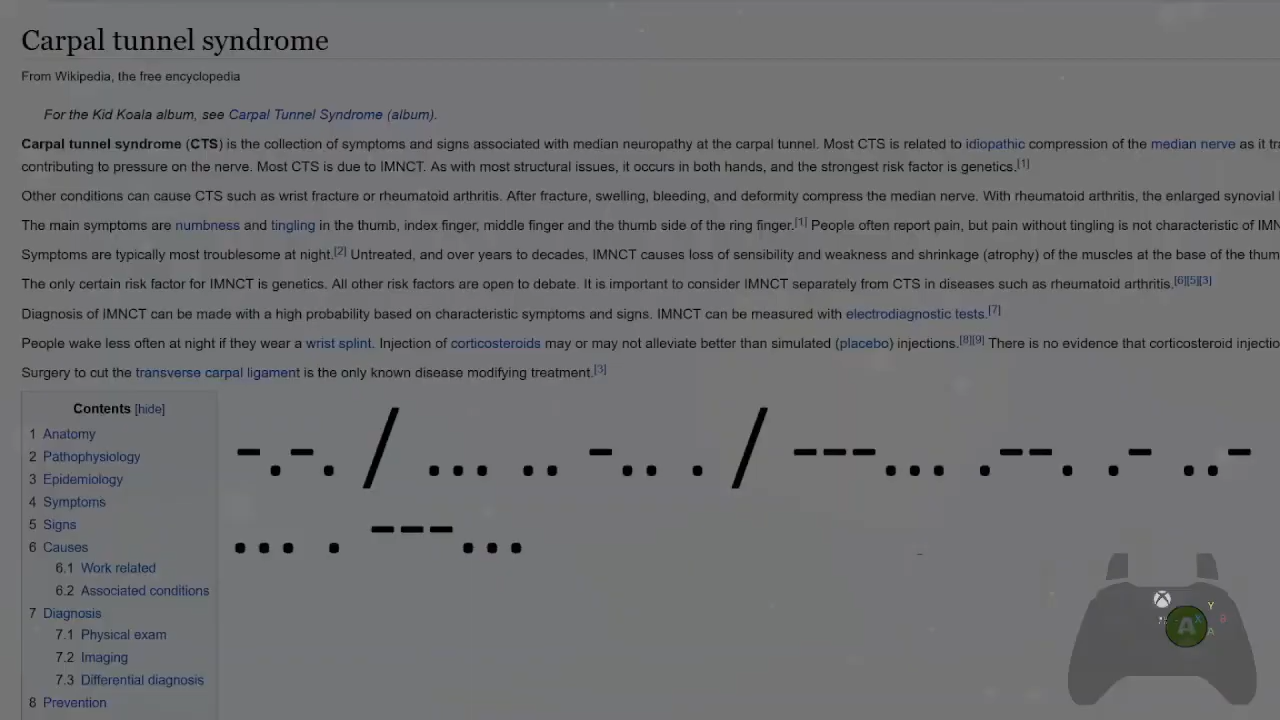 Carpal tunnel syndrome
From Wikipedia, the free encyclopedia
For the Kid Koala album, see Carpal Tunnel Syndrome (album).
Carpal tunnel syndrome (CTS) is the collection of symptoms and signs associated with median neuropathy at the carpal tunnel. Most CTS is related to idiopathic compression of the median nerve as it
contributing to pressure on the nerve. Most CTS is due to IMNCT. As with most structural issues, it occurs in both hands, and the strongest risk factor is genetics.[1]
Other conditions can cause CTS such as wrist fracture or rheumatoid arthritis. After fracture, swelling, bleeding, and deformity compress the median nerve. With rheumatoid arthritis, the enlarged synovial
The main symptoms are numbness and tingling in the thumb, index finger, middle finger and the thumb side of the ring finger.[1] People often report pain, but pain without tingling is not characteristic of
Symptoms are typically most troublesome at night.[2] Untreated, and over years to decades, IMNCT causes loss of sensibility and weakness and shrinkage (atrophy) of the muscles at the base of the
The only certain risk factor for IMNCT is genetics. All other risk factors are open to debate. It is important to consider IMNCT separately from CTS in diseases such as rheumatoid arthritis.[6][5][3]
Diagnosis of IMNCT can be made with a high probability based on characteristic symptoms and signs. IMNCT can be measured with electrodiagnostic tests.[7]
People wake less often at night if they wear a wrist splint. Injection of corticosteroids may or may not alleviate better than simulated (placebo) injections.[8][9] There is no evidence that corticosteroid
Surgery to cut the transverse carpal ligament is the only known disease modifying treatment.[3]
Contents [hide]
1 Anatomy
2 Pathophysiology
3 Epidemiology
4 Symptoms
5 Signs
6 Causes
6.1 Work related
6.2 Associated conditions
7 Diagnosis
7.1 Physical exam
7.2 Imaging
7.3 Differential diagnosis
8 Prevention
-.-. / ... .. -.. . / ---... .--. .- ..-
... . ---...
Y
X
B
A
A